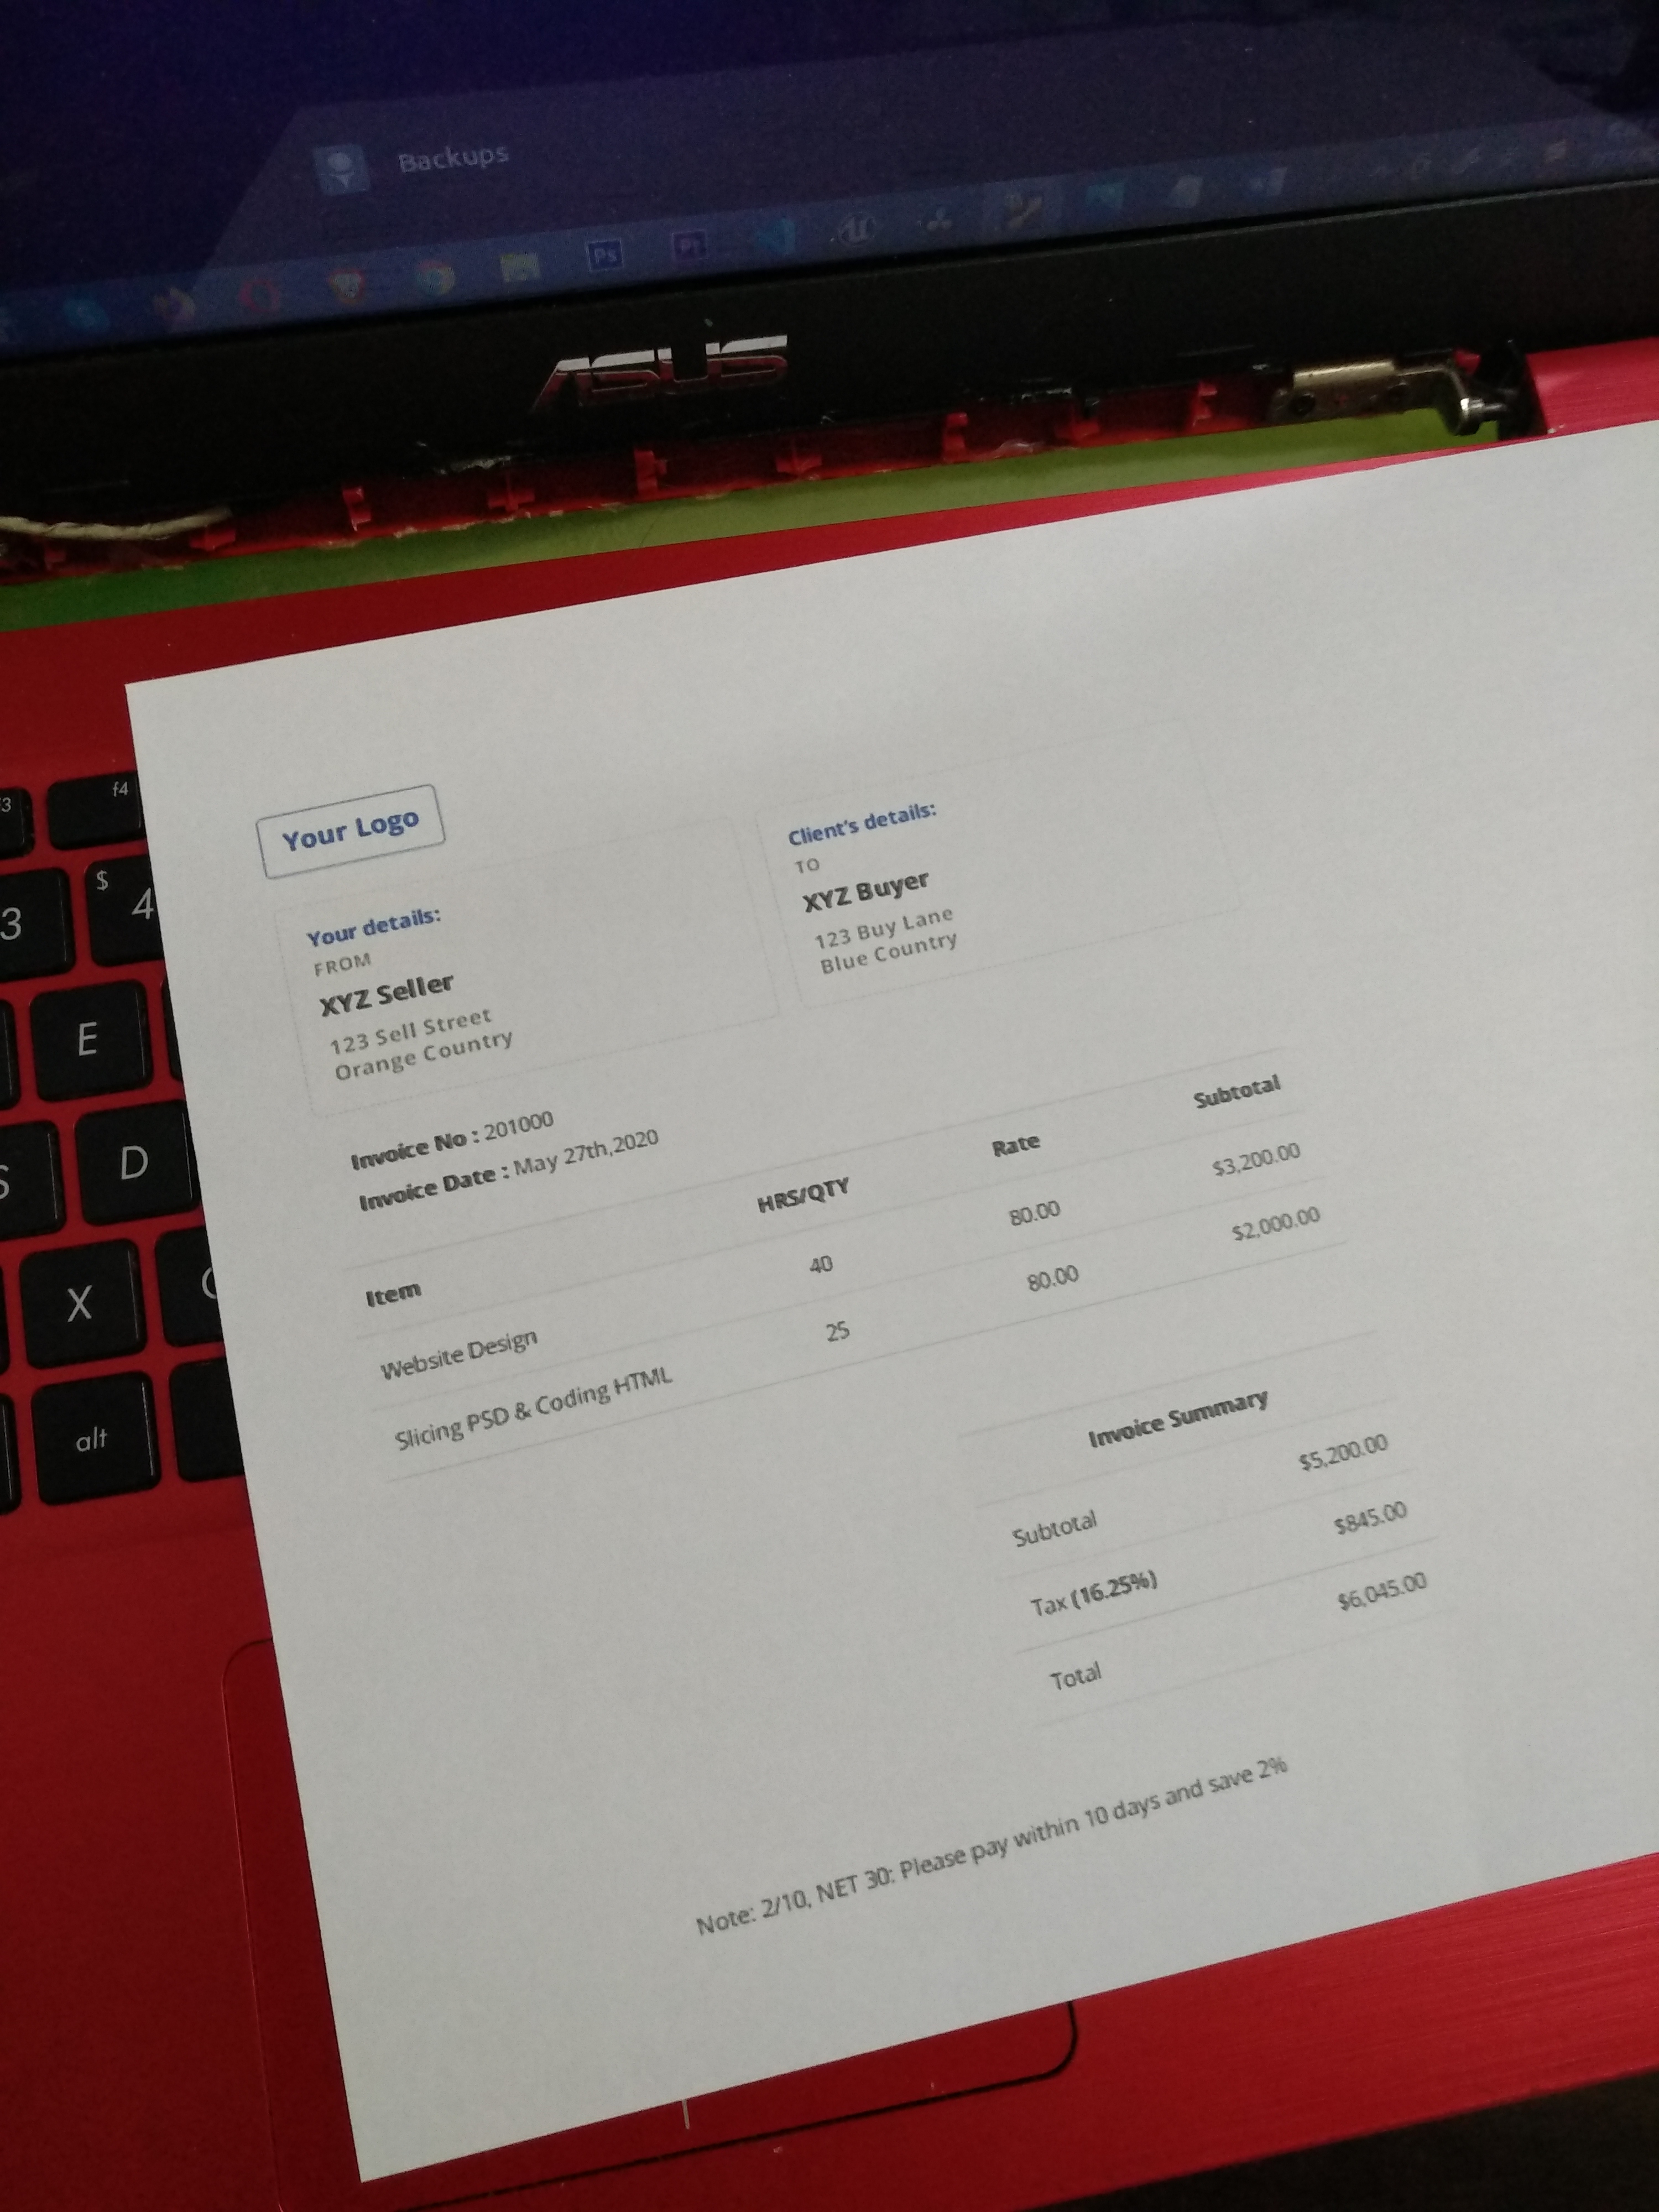 Backups
Ps
Pr
ASUS
f3
f4
3
$
4
E
S
D
X
C
alt
Your Logo
Your details:
FROM
XYZ Seller
123 Sell Street
Orange Country
Client's details:
TO
XYZ Buyer
123 Buy Lane
Blue Country
Invoice No : 201000
Invoice Date : May 27th,2020
Item HRS/QTY Rate Subtotal
Website Design 40 80.00 $3,200.00
Slicing PSD & Coding HTML 25 80.00 $2,000.00
Invoice Summary
Subtotal $5,200.00
Tax (16.25%) $845.00
Total $6,045.00
Note: 2/10, NET 30: Please pay within 10 days and save 2%